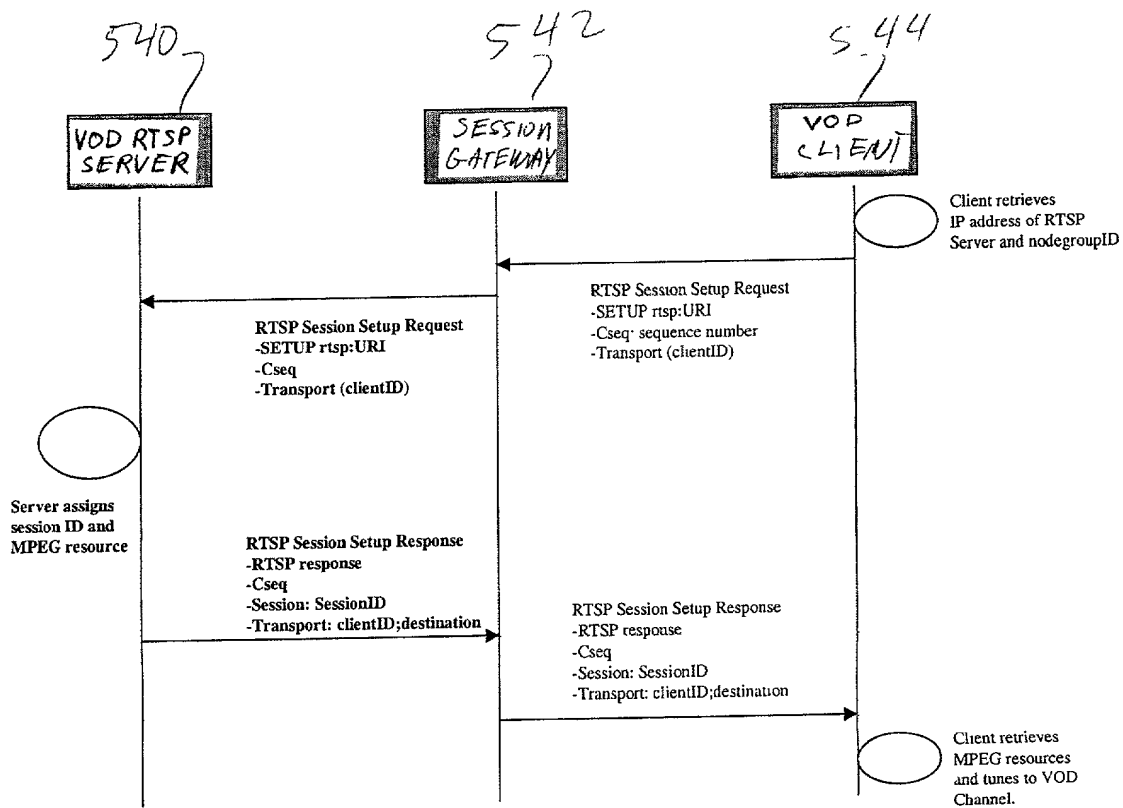 540
542
544
VOD RTSP
SERVER
SESSION
GATEWAY
VOD
CLIENT
Client retrieves
IP address of RTSP
Server and nodegroupID
RTSP Session Setup Request
-SETUP rtsp:URI
-Cseq: sequence number
-Transport (clientID)
RTSP Session Setup Request
-SETUP rtsp:URI
-Cseq
-Transport (clientID)
Server assigns
session ID and
MPEG resource
RTSP Session Setup Response
-RTSP response
-Cseq
-Session: SessionID
-Transport: clientID;destination
RTSP Session Setup Response
-RTSP response
-Cseq
-Session: SessionID
-Transport: clientID;destination
Client retrieves
MPEG resources
and tunes to VOD
Channel.